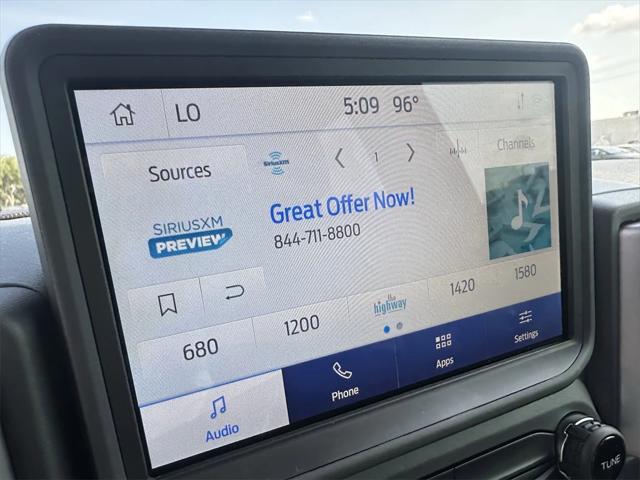 LO 5:09 96°
Sources
SIRIUSXM
1
Channels
SIRIUSXM
PREVIEW
Great Offer Now!
844-711-8800
680 1200 the highway 1420 1580
Audio Phone Apps Settings
TUNE